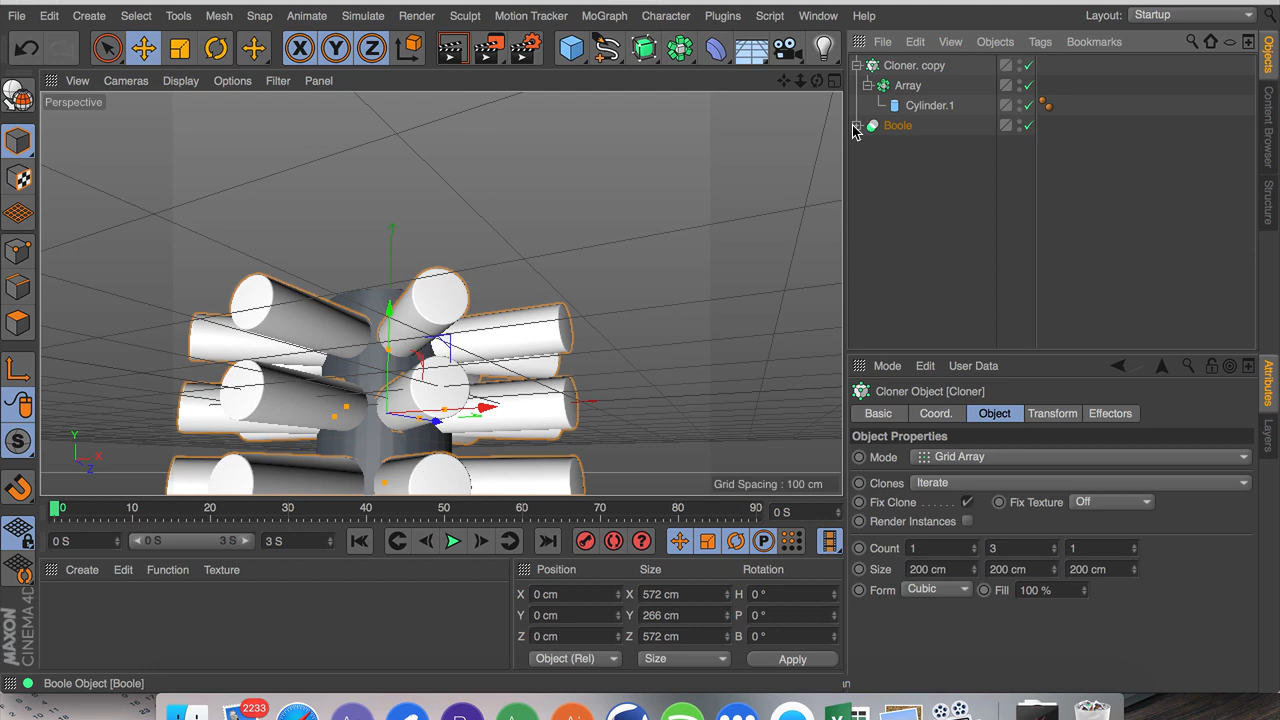 File Edit Create Select Tools Mesh Snap Animate Simulate Render Sculpt Motion Tracker MoGraph Character Plugins Script Window Help Layout: Startup
X Y Z
File Edit View Objects Tags Bookmarks
View Cameras Display Options Filter Panel
Perspective
Cloner. copy
Array
Cylinder.1
Boole
Objects
Content Browser
Structure
Y
X
Z
Grid Spacing : 100 cm
Mode Edit User Data
Cloner Object [Cloner]
Basic Coord. Object Transform Effectors
Object Properties
Mode Grid Array
Clones Iterate
Fix Clone . . . . . . Fix Texture Off
Render Instances
Count 1 3 1
Size 200 cm 200 cm 200 cm
Form Cubic Fill 100 %
Attributes
Layers
0 10 20 30 40 50 60 70 80 90 0 S
0 S 0 S 3 S 3 S
P
Create Edit Function Texture
Position Size Rotation
X 0 cm X 572 cm H 0 °
Y 0 cm Y 266 cm P 0 °
Z 0 cm Z 572 cm B 0 °
Object (Rel) Size Apply
MAXON CINEMA 4D
Boole Object [Boole]
2233